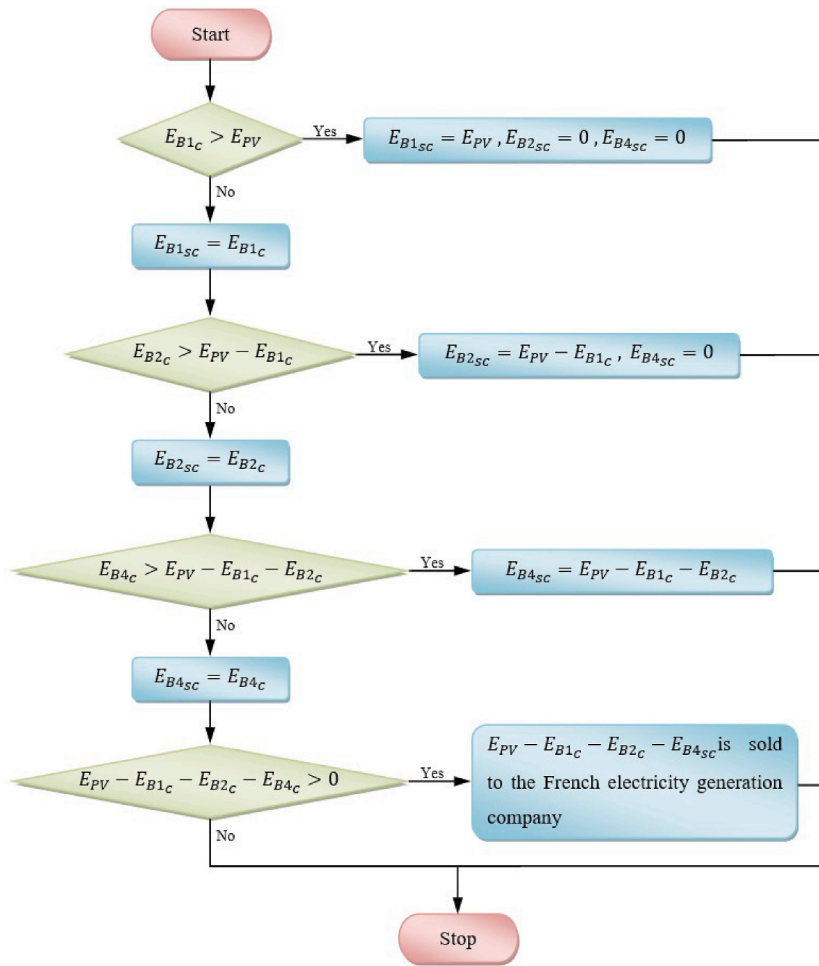 Start
E_{B1_c} > E_{PV}
Yes
E_{B1_{sc}} = E_{PV} , E_{B2_{sc}} = 0 , E_{B4_{sc}} = 0
No
E_{B1_{sc}} = E_{B1_c}
E_{B2_c} > E_{PV} − E_{B1_c}
Yes
E_{B2_{sc}} = E_{PV} − E_{B1_c} , E_{B4_{sc}} = 0
No
E_{B2_{sc}} = E_{B2_c}
E_{B4_c} > E_{PV} − E_{B1_c} − E_{B2_c}
Yes
E_{B4_{sc}} = E_{PV} − E_{B1_c} − E_{B2_c}
No
E_{B4_{sc}} = E_{B4_c}
E_{PV} − E_{B1_c} − E_{B2_c} − E_{B4_c} > 0
Yes
E_{PV} − E_{B1_c} − E_{B2_c} − E_{B4_{sc}} is sold
to the French electricity generation
company
No
Stop